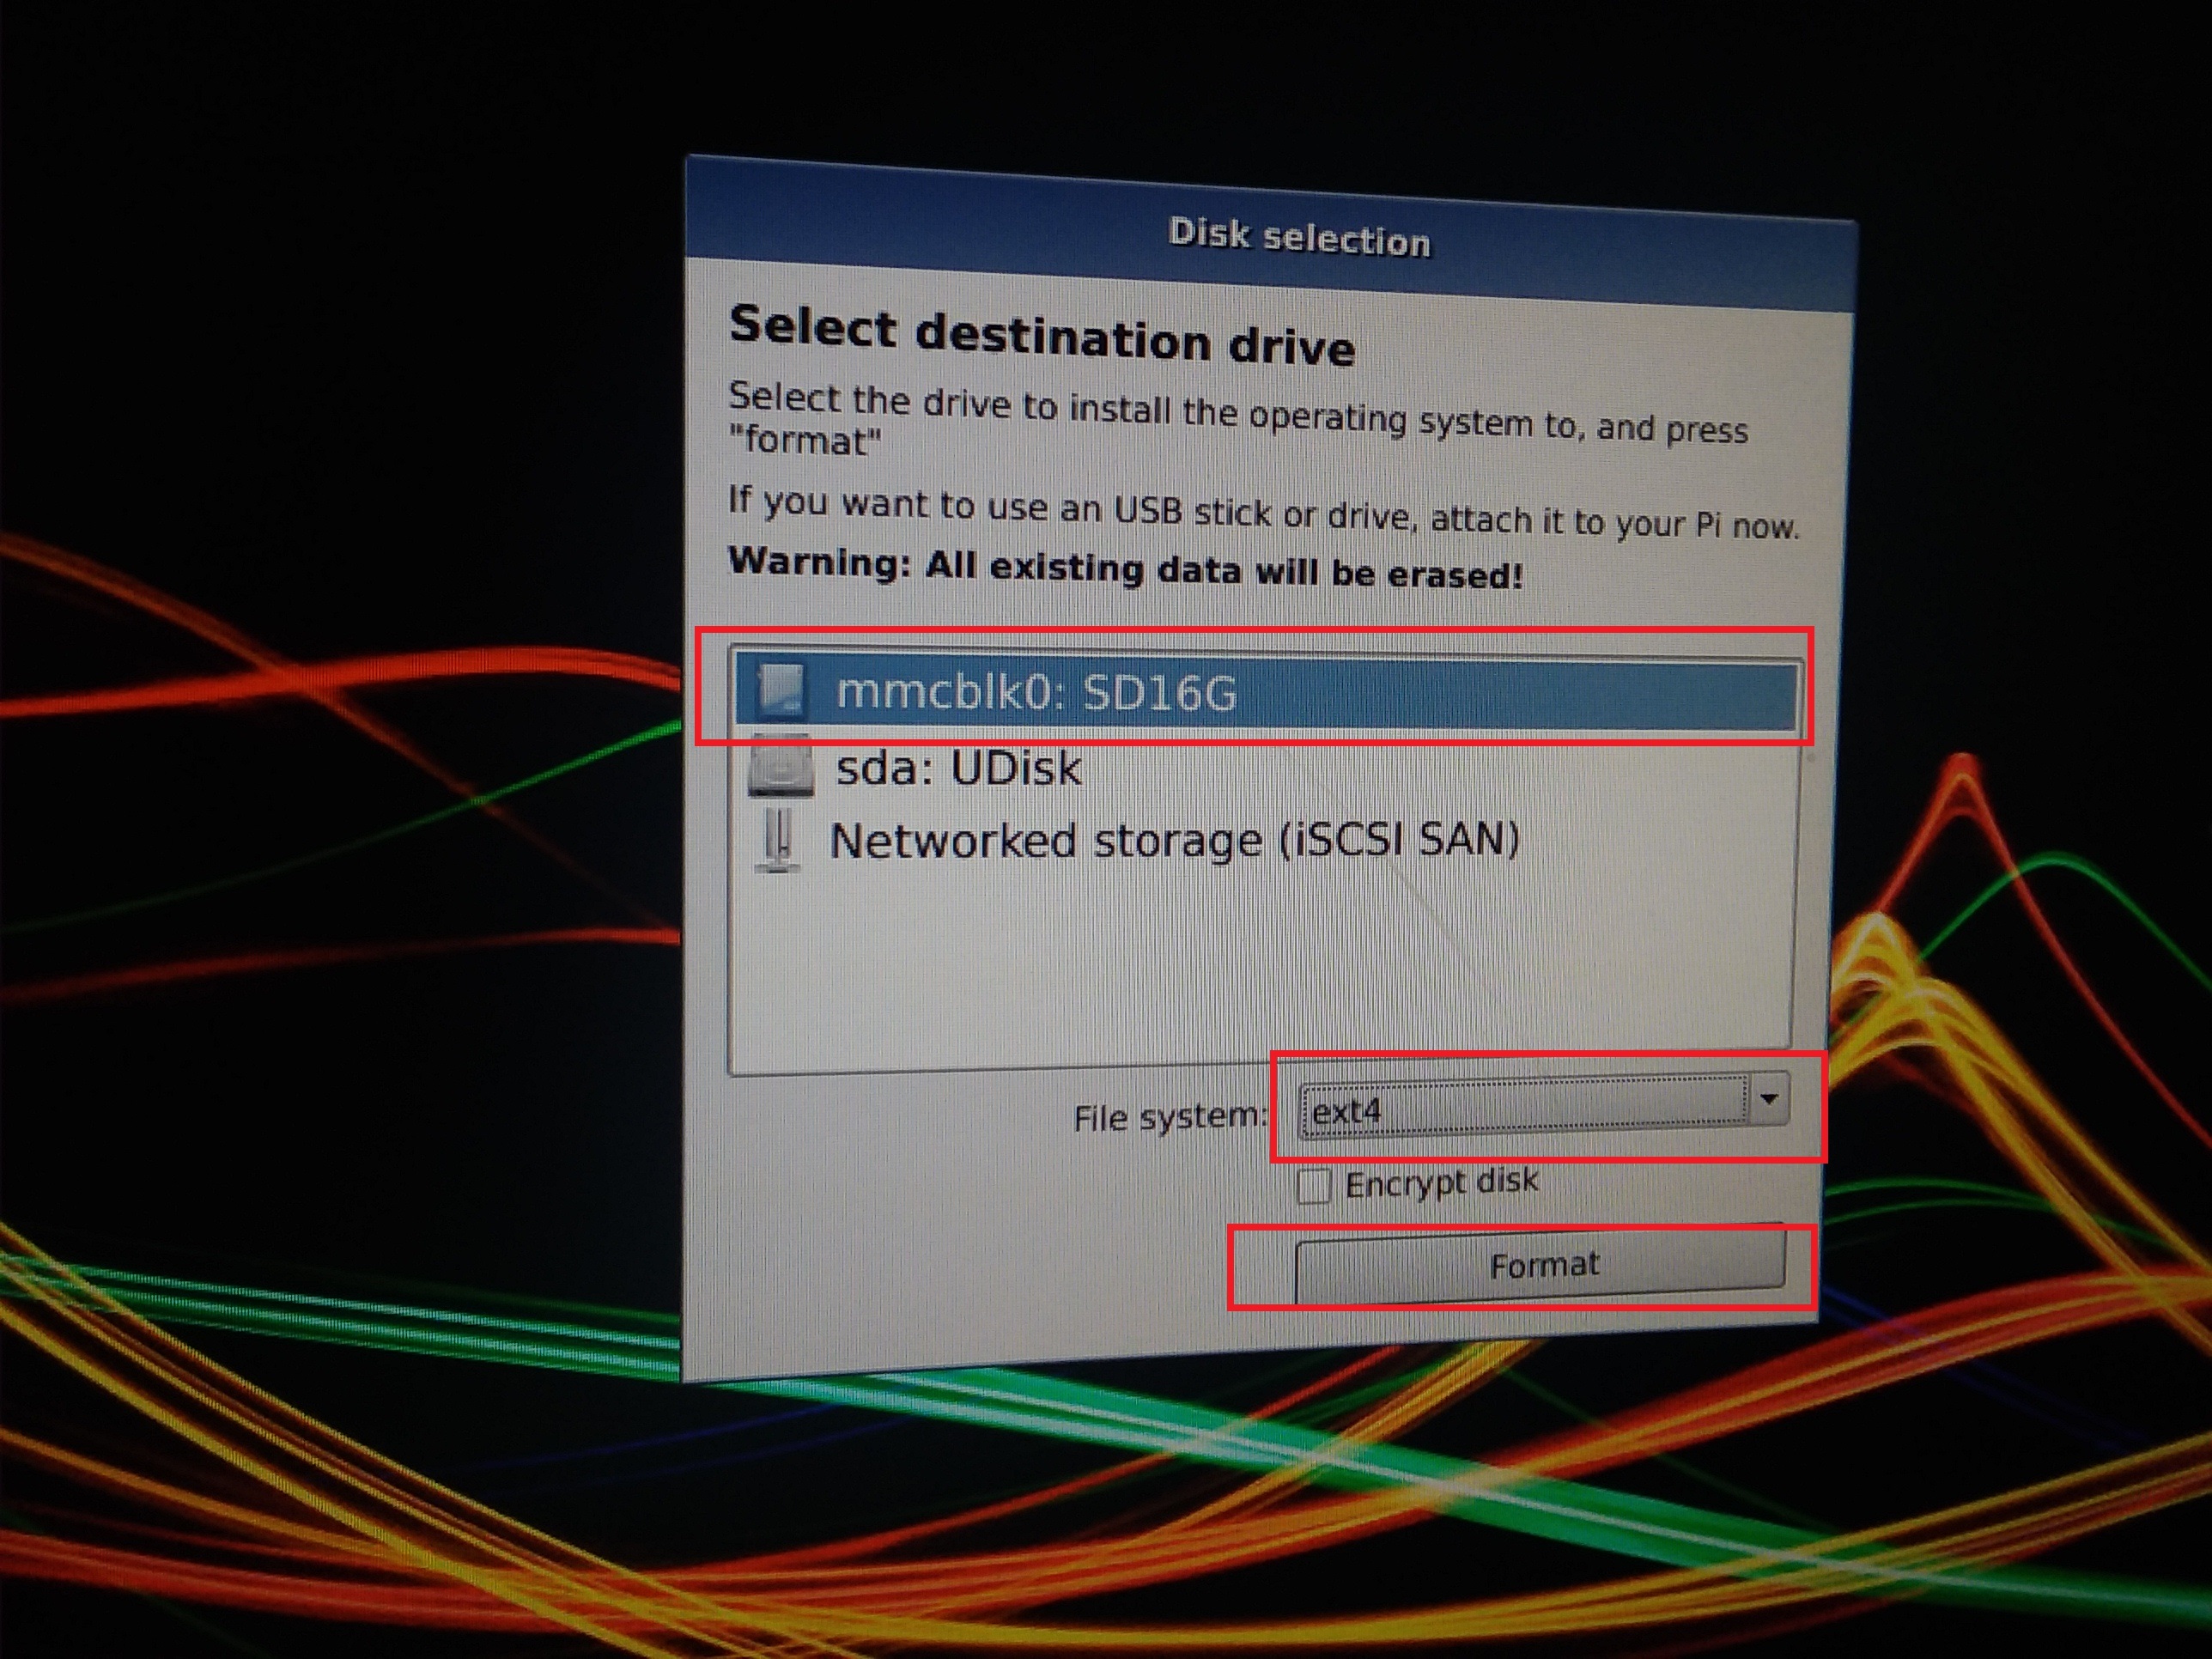 Disk selection
Select destination drive
Select the drive to install the operating system to, and press
"format"
If you want to use an USB stick or drive, attach it to your Pi now.
Warning: All existing data will be erased!
mmcblk0: SD16G
sda: UDisk
Networked storage (iSCSI SAN)
File system: ext4
Encrypt disk
Format